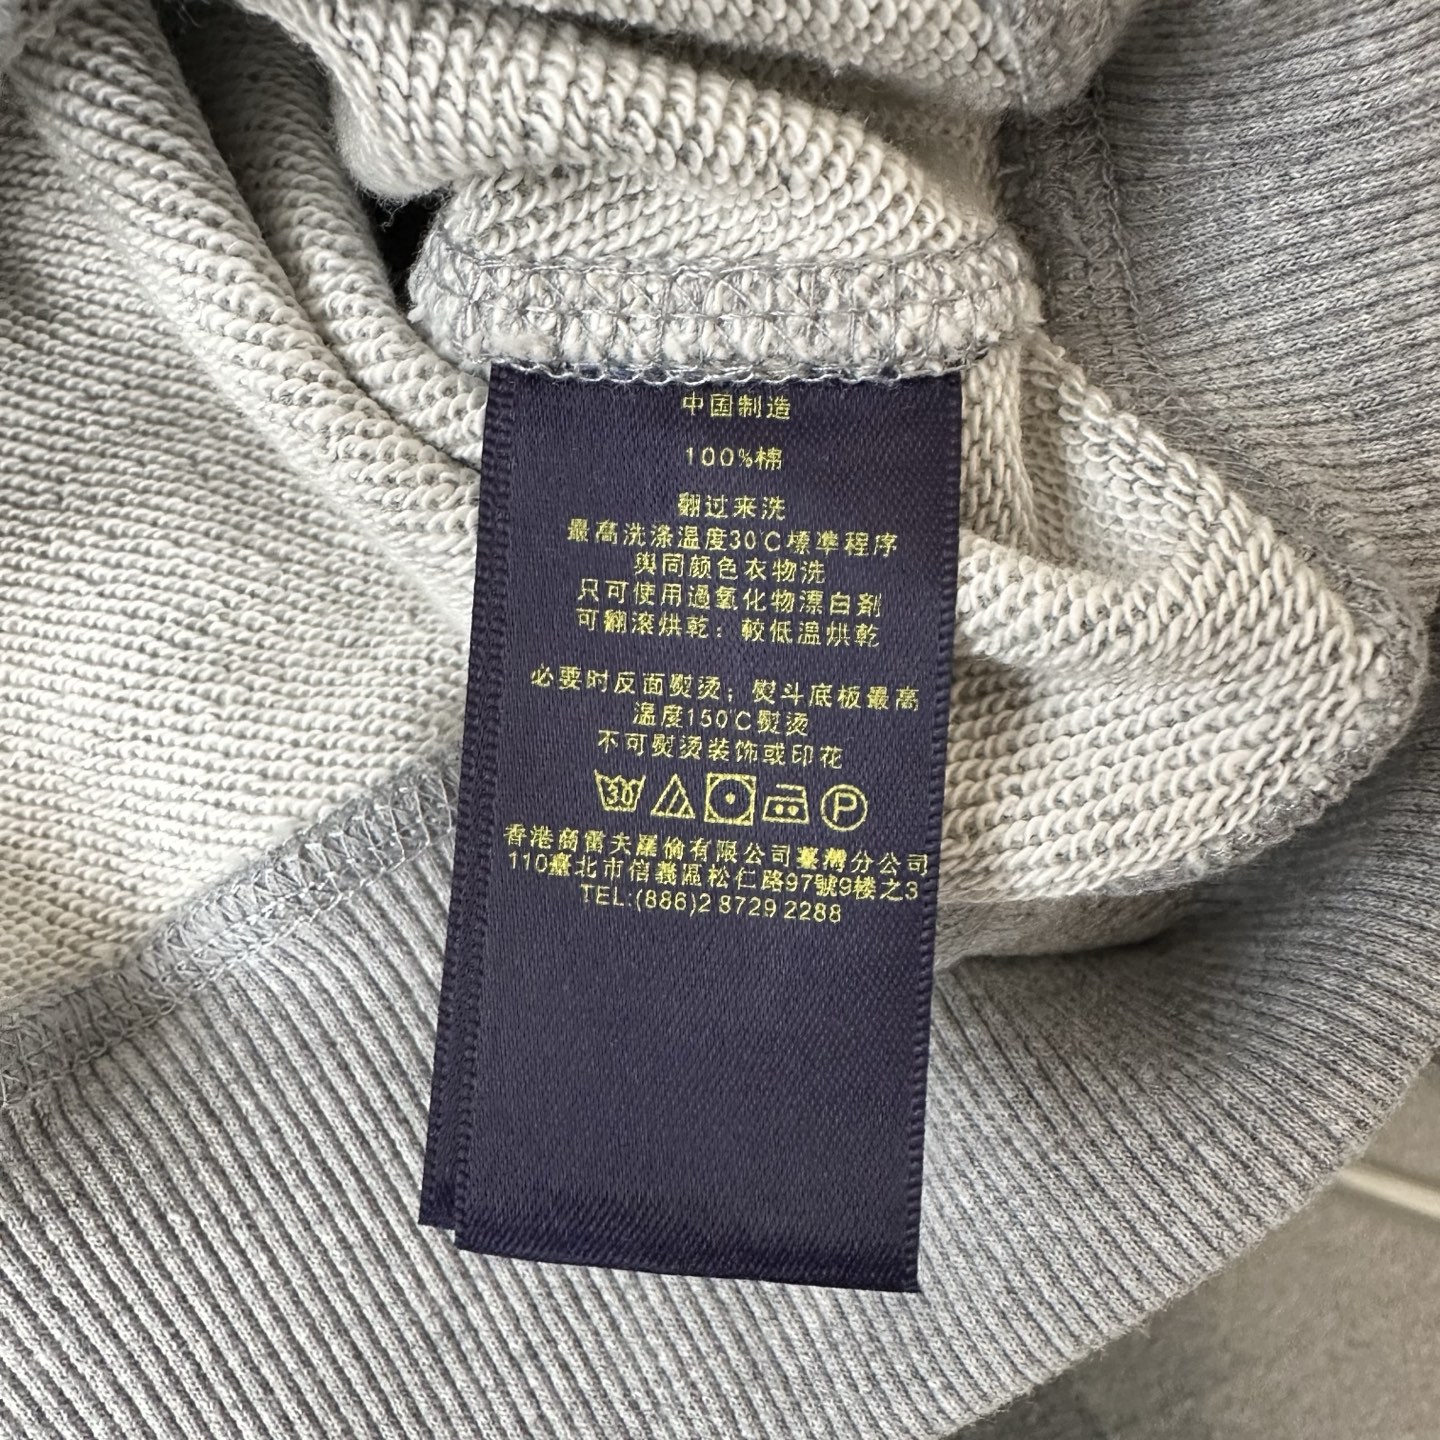 中国制造
100%棉
翻过来洗
最高洗涤温度30℃標準程序
與同颜色衣物洗
只可使用過氧化物漂白劑
可翻滚烘乾：較低温烘乾
必要时反面熨烫；熨斗底板最高
温度150℃熨烫
不可熨烫装饰或印花
30 P
香港商雷夫羅倫有限公司臺灣分公司
110臺北市信義區松仁路97號9楼之3
TEL:(886)2 8729 2288